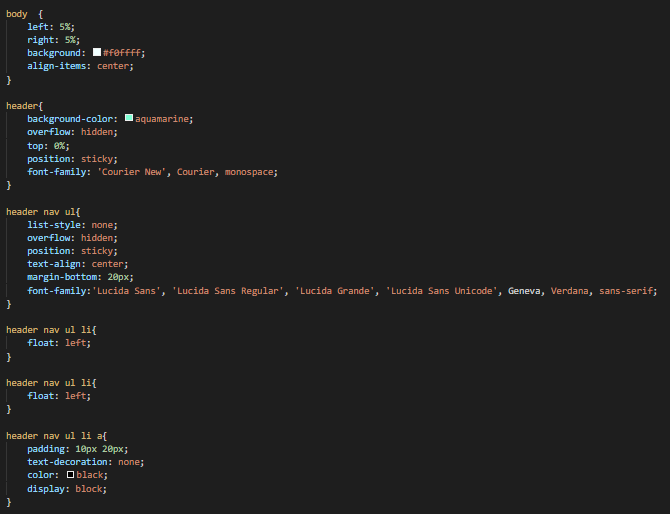 body  {
    left: 5%;
    right: 5%;
    background: #f0ffff;
    align-items: center;
}

header{
    background-color: aquamarine;
    overflow: hidden;
    top: 0%;
    position: sticky;
    font-family: 'Courier New', Courier, monospace;
}

header nav ul{
    list-style: none;
    overflow: hidden;
    position: sticky;
    text-align: center;
    margin-bottom: 20px;
    font-family:'Lucida Sans', 'Lucida Sans Regular', 'Lucida Grande', 'Lucida Sans Unicode', Geneva, Verdana, sans-serif;
}

header nav ul li{
    float: left;
}

header nav ul li{
    float: left;
}

header nav ul li a{
    padding: 10px 20px;
    text-decoration: none;
    color: black;
    display: block;
}